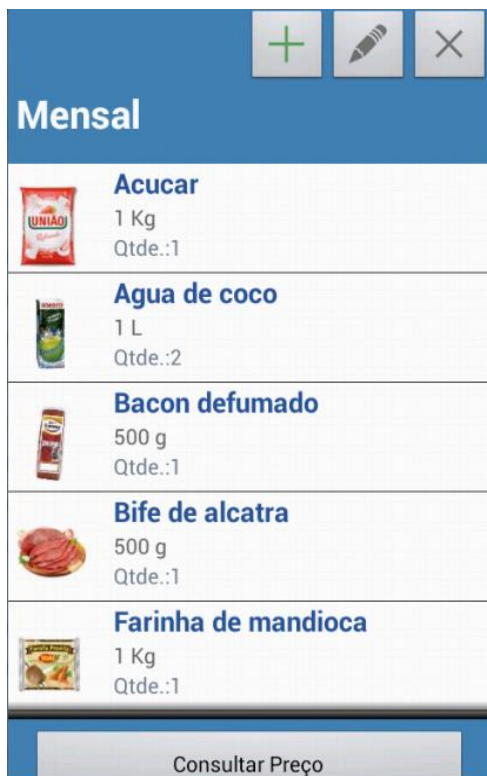 Mensal
Acucar
1 Kg
Qtde.:1
UNIÃO
Agua de coco
1 L
Qtde.:2
Bacon defumado
500 g
Qtde.:1
Bife de alcatra
500 g
Qtde.:1
Farinha de mandioca
1 Kg
Qtde.:1
Consultar Preço